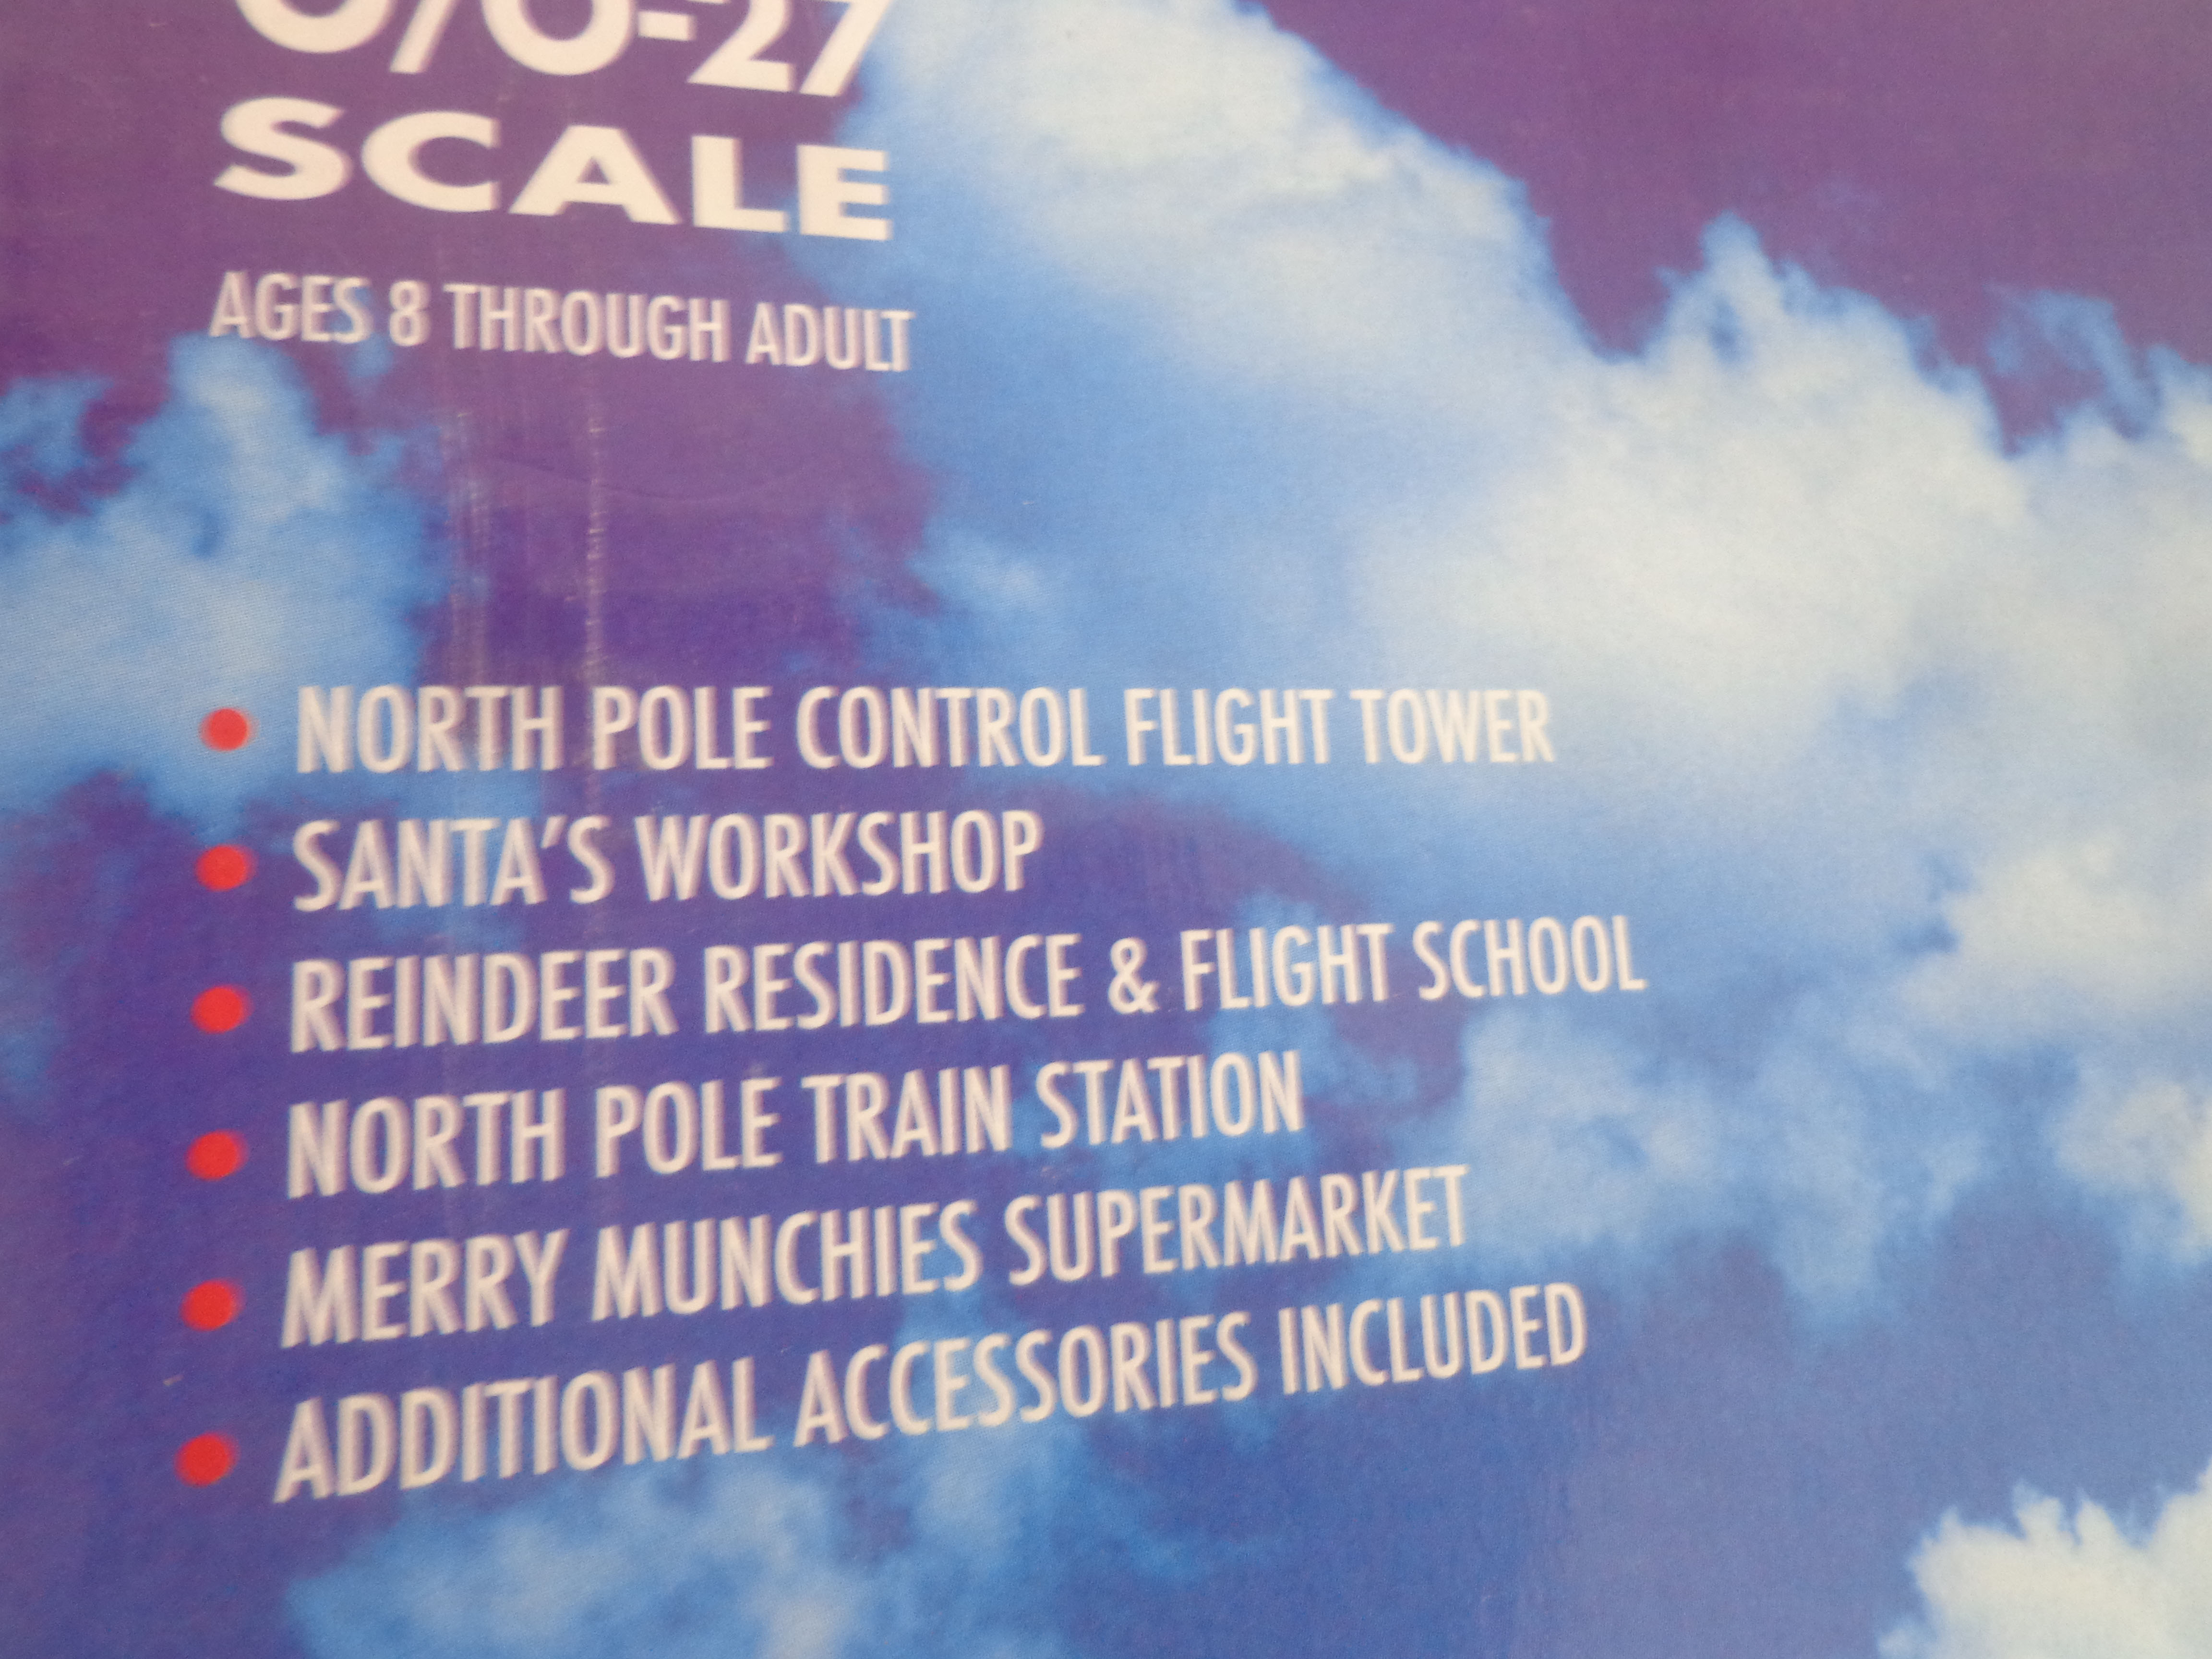 O/O-27
SCALE
AGES 8 THROUGH ADULT
• NORTH POLE CONTROL FLIGHT TOWER
• SANTA'S WORKSHOP
• REINDEER RESIDENCE & FLIGHT SCHOOL
• NORTH POLE TRAIN STATION
• MERRY MUNCHIES SUPERMARKET
• ADDITIONAL ACCESSORIES INCLUDED